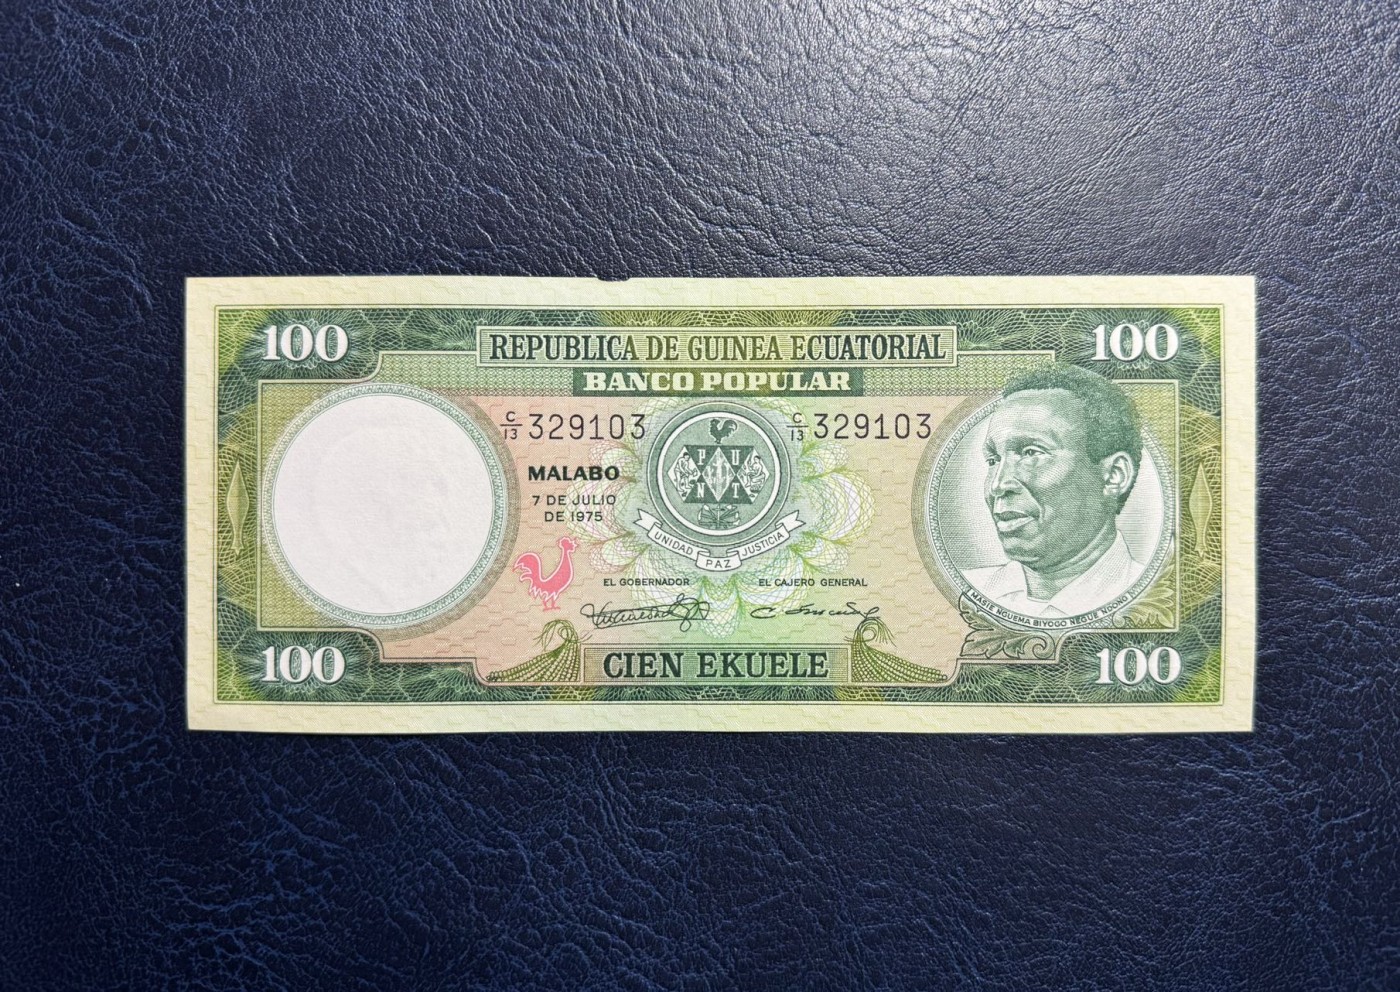 100 100
REPUBLICA DE GUINEA ECUATORIAL
BANCO POPULAR
C/13 329103 C/13 329103
MALABO
7 DE JULIO
DE 1975
P U
N T
UNIDAD PAZ JUSTICIA
EL GOBERNADOR EL CAJERO GENERAL
MASIE NGUEMA BIYOGO ÑEGUE NDONG
100 CIEN EKUELE 100